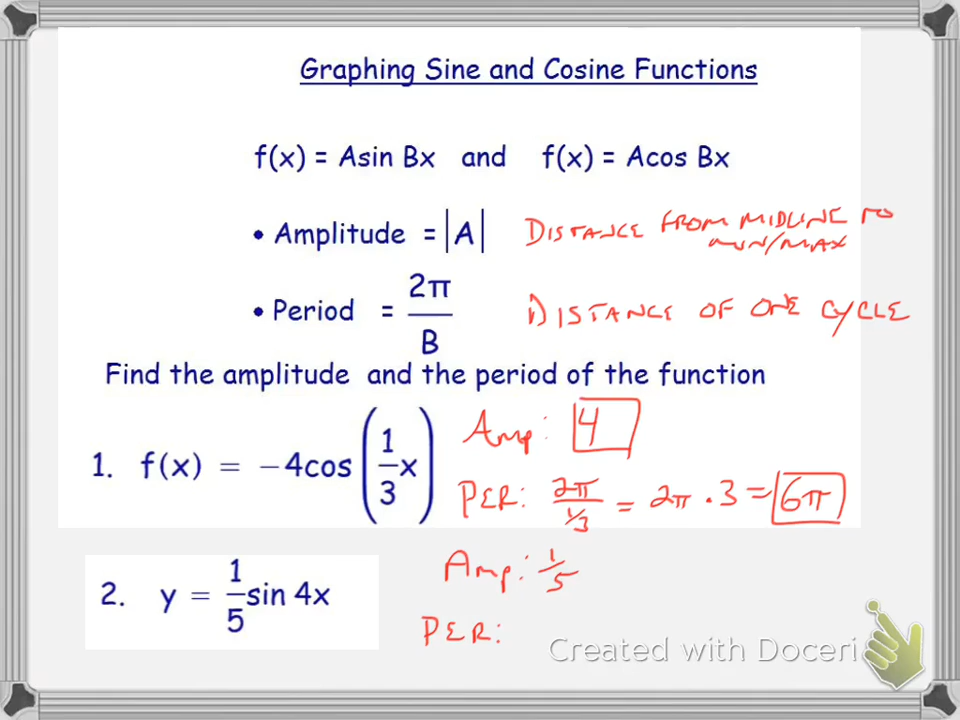 Graphing Sine and Cosine Functions
f(x) = Asin Bx and f(x) = Acos Bx
• Amplitude = |A| DISTANCE FROM MIDLINE TO
MIN/MAX
• Period = 2π/B DISTANCE OF ONE CYCLE
Find the amplitude and the period of the function
Amp: 4
1. f(x) = -4cos (1/3 x)
PER: 2π/(1/3) = 2π · 3 = 6π
Amp: 1/5
2. y = 1/5 sin 4x
PER:
Created with Doceri